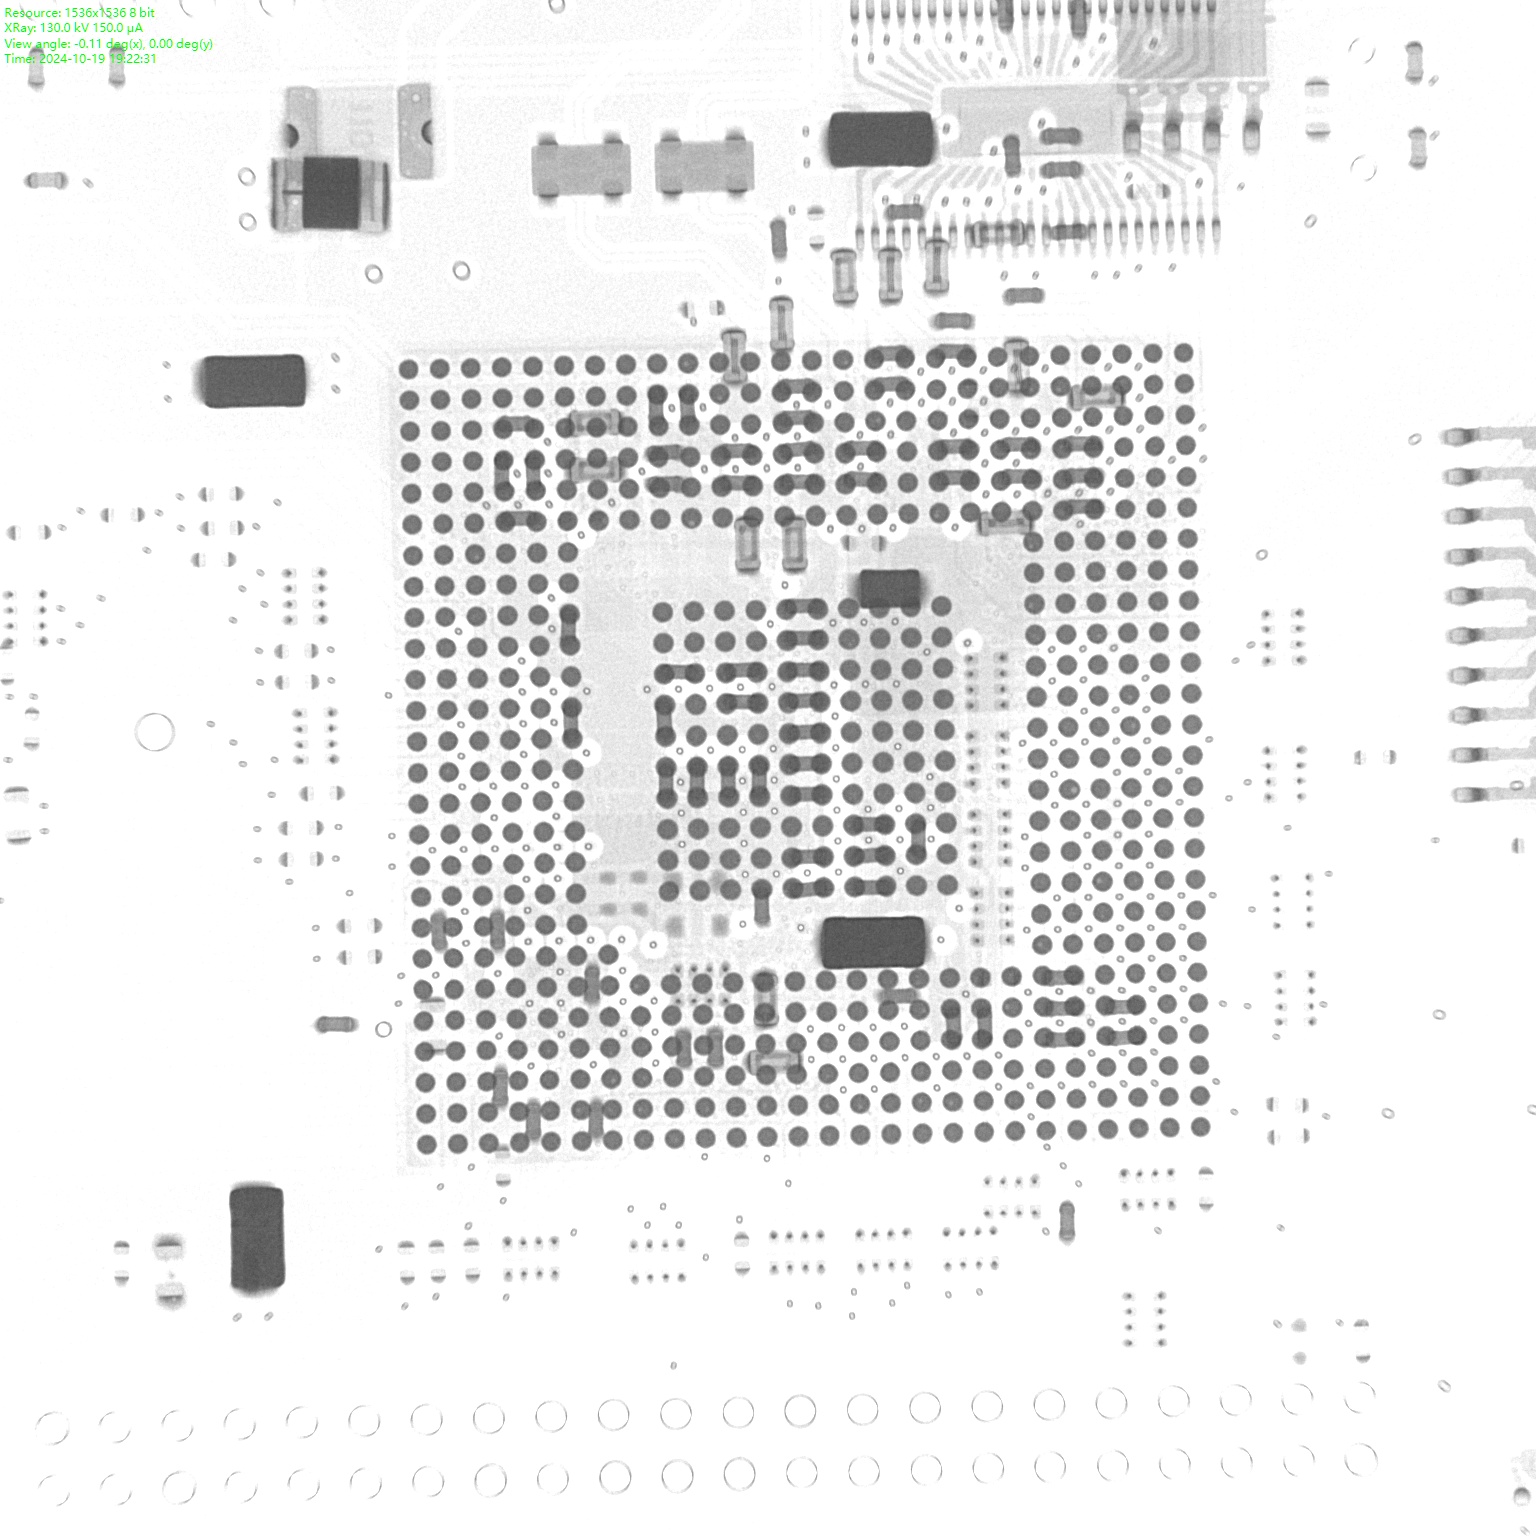 Resource: 1536x1536 8 bit
XRay: 130.0 kV 150.0 µA
View angle: -0.11 deg(x), 0.00 deg(y)
Time: 2024-10-19 19:22:31